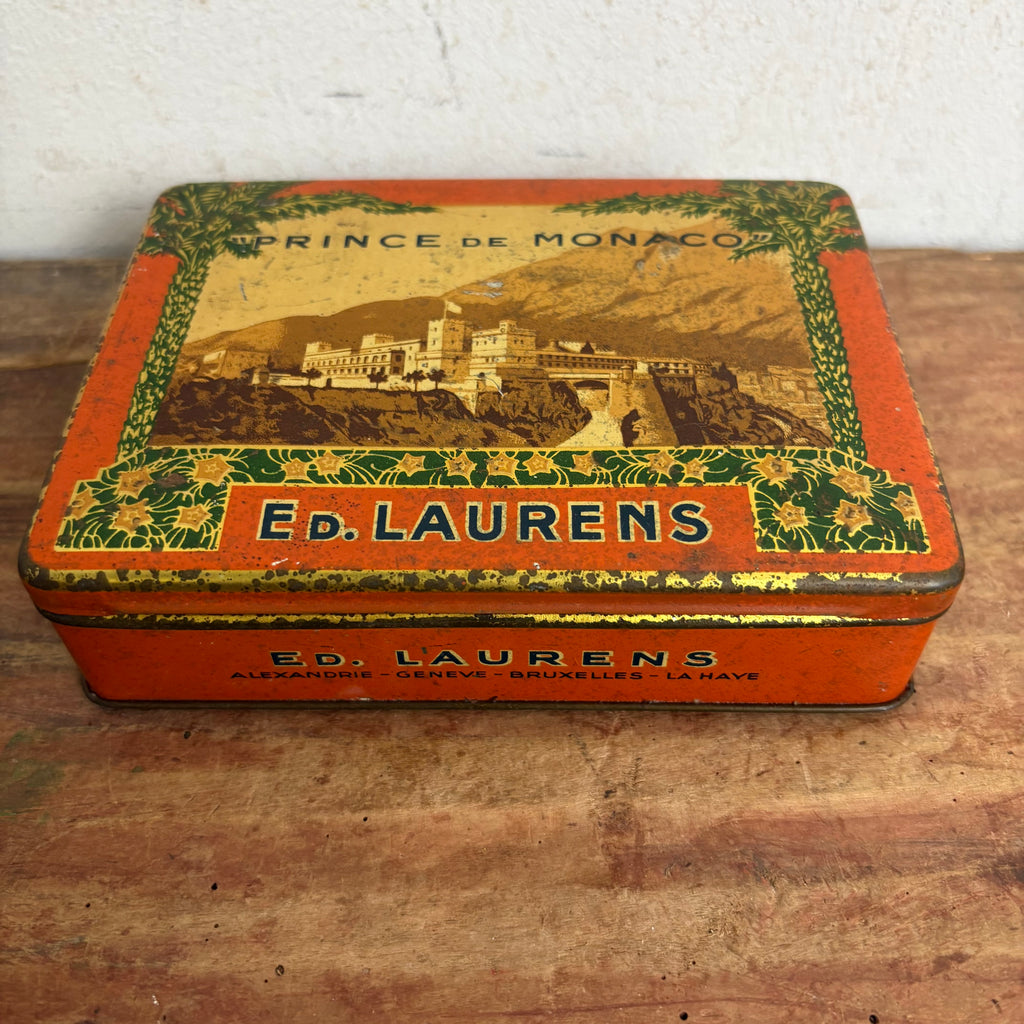 "PRINCE DE MONACO"
ED. LAURENS
ED. LAURENS
ALEXANDRIE - GENEVE - BRUXELLES - LA HAYE